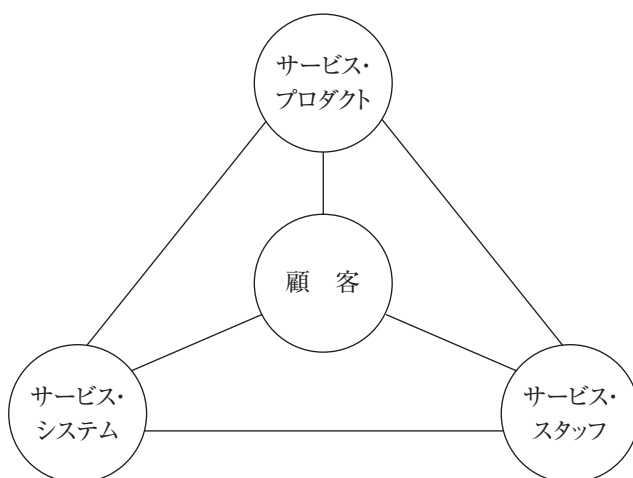 サービス・
プロダクト
顧　客
サービス・
システム
サービス・
スタッフ